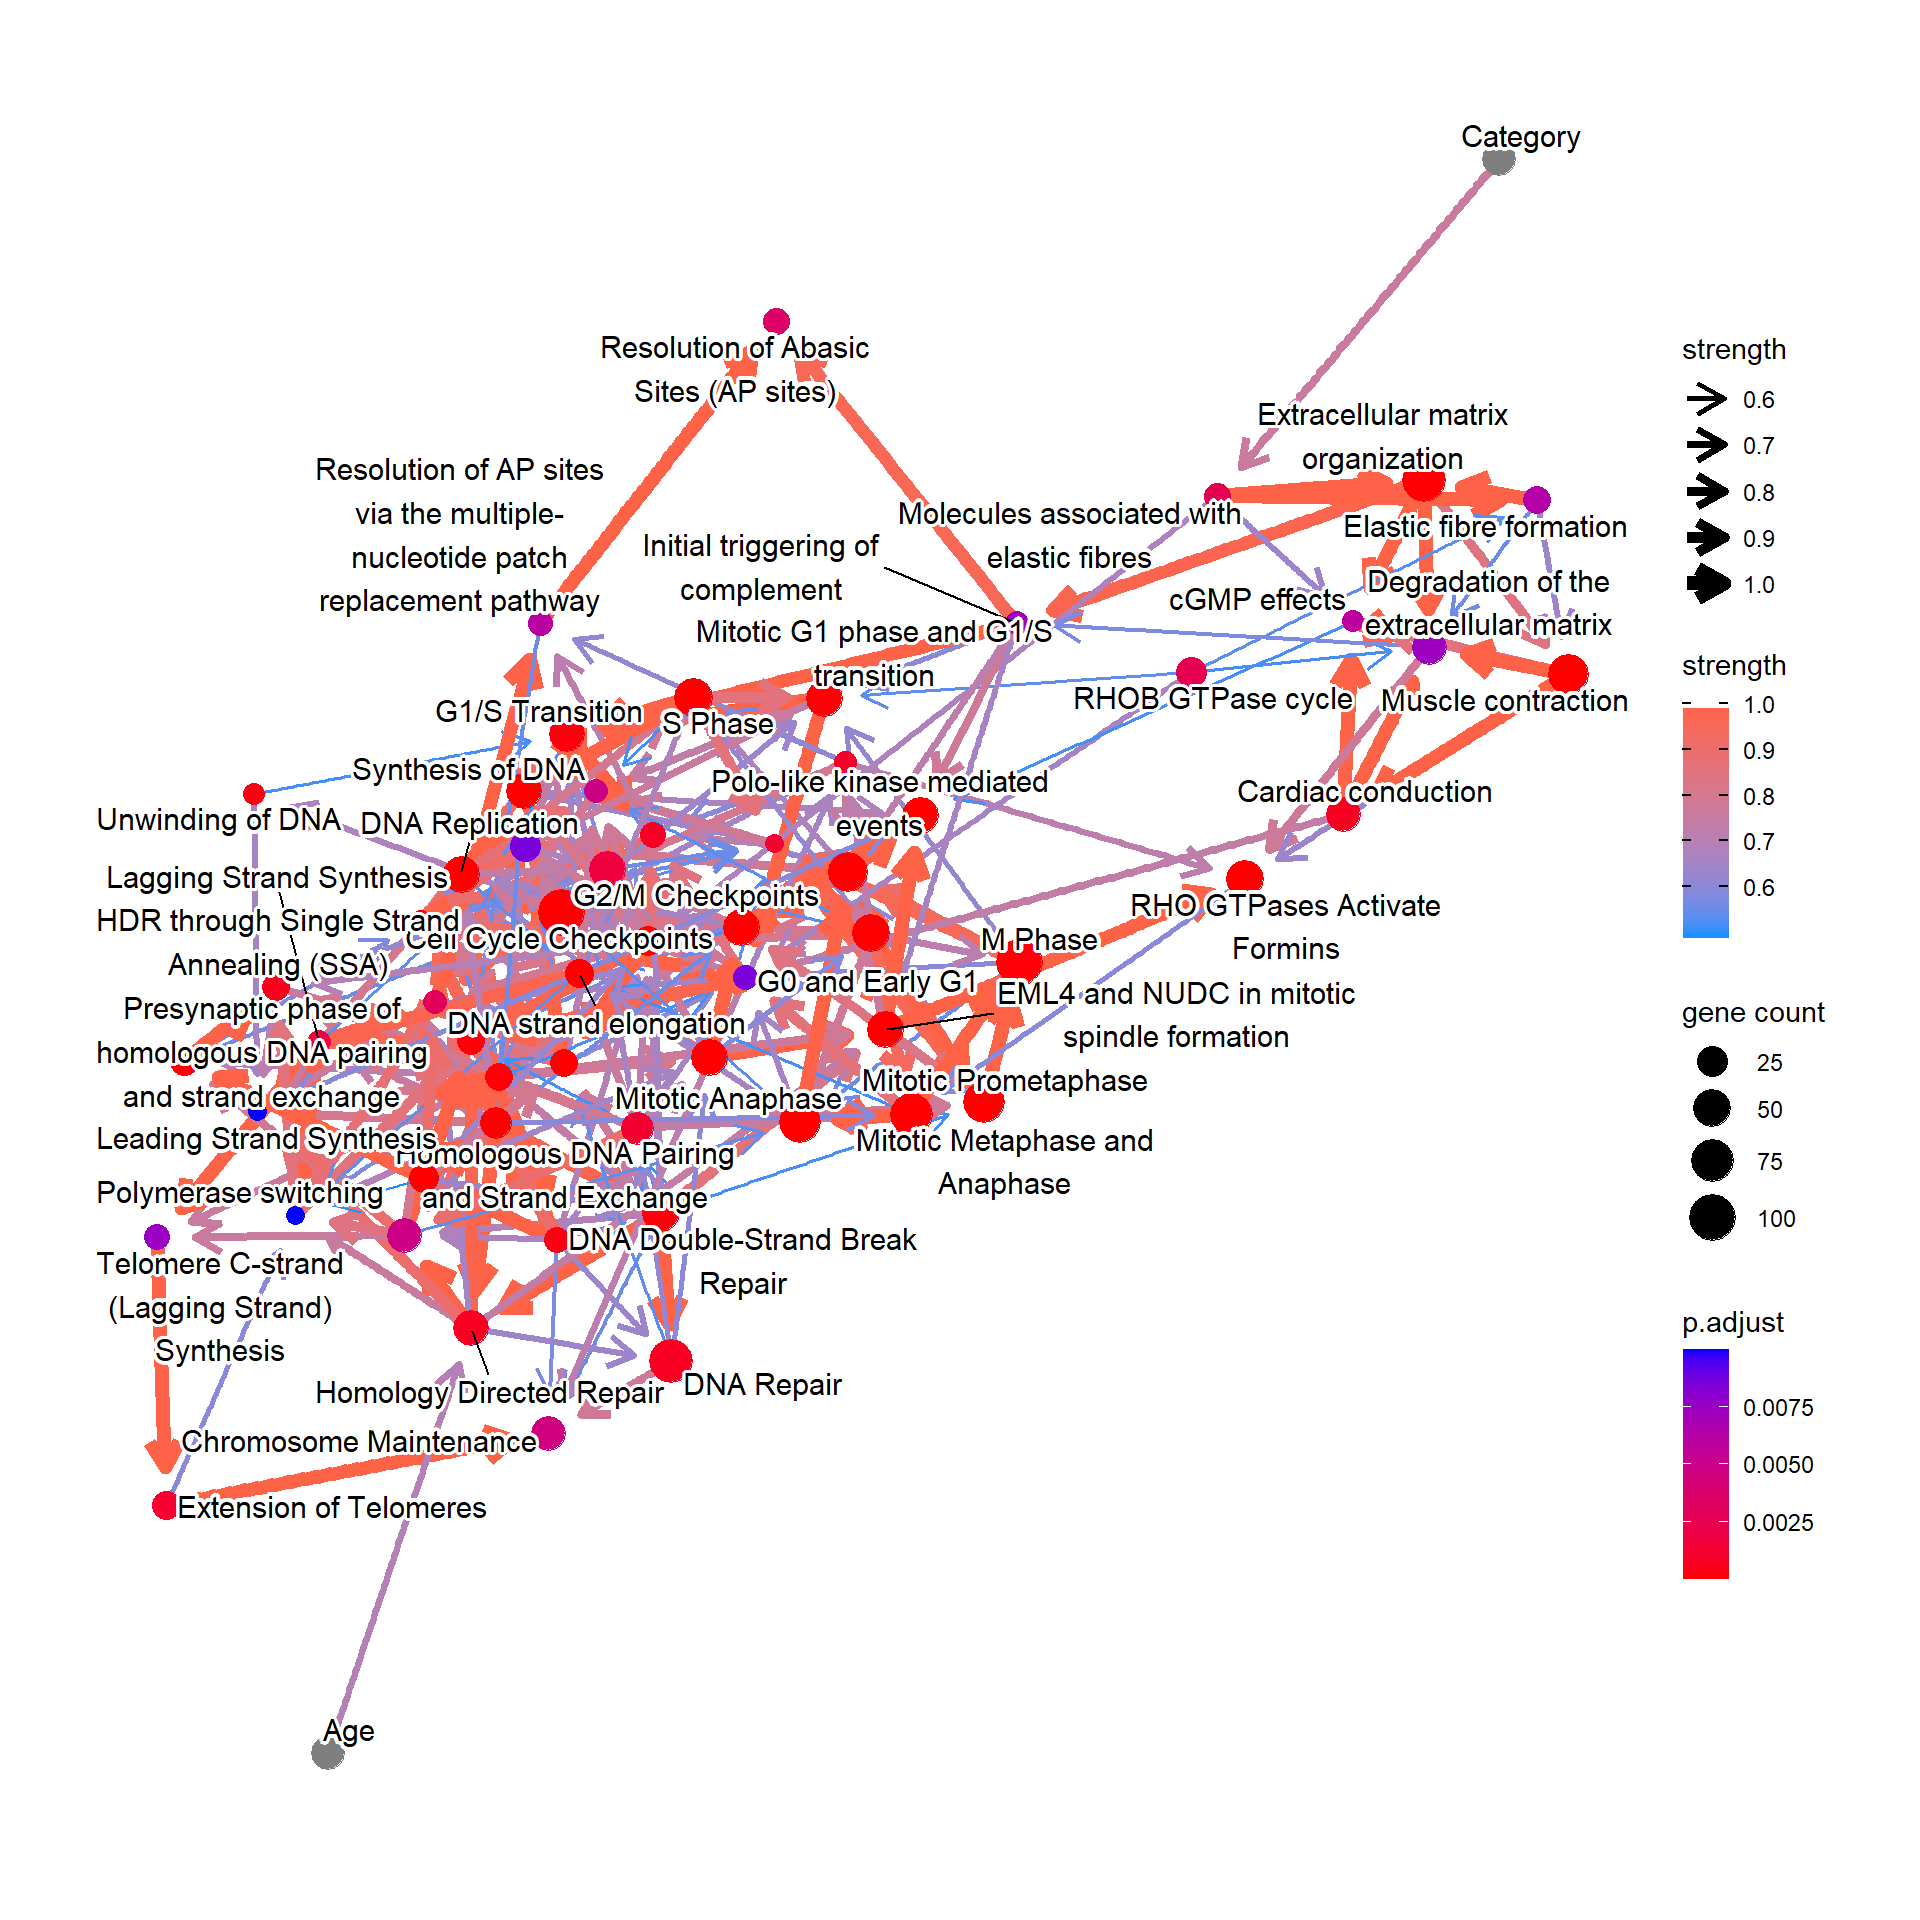 Category
Resolution of Abasic
Sites (AP sites)
Extracellular matrix
organization
Resolution of AP sites
via the multiple-
nucleotide patch
replacement pathway
Molecules associated with
elastic fibres
Elastic fibre formation
Initial triggering of
complement
Degradation of the
extracellular matrix
cGMP effects
Mitotic G1 phase and G1/S
transition
RHOB GTPase cycle
Muscle contraction
G1/S Transition
S Phase
Synthesis of DNA
Polo-like kinase mediated
events
Cardiac conduction
Unwinding of DNA
DNA Replication
Lagging Strand Synthesis
G2/M Checkpoints
RHO GTPases Activate
Formins
HDR through Single Strand
Annealing (SSA)
Cell Cycle Checkpoints
M Phase
G0 and Early G1
EML4 and NUDC in mitotic
spindle formation
Presynaptic phase of
homologous DNA pairing
and strand exchange
DNA strand elongation
Mitotic Prometaphase
Mitotic Anaphase
Leading Strand Synthesis
Homologous DNA Pairing
and Strand Exchange
Mitotic Metaphase and
Anaphase
Polymerase switching
DNA Double-Strand Break
Repair
Telomere C-strand
(Lagging Strand)
Synthesis
Homology Directed Repair
DNA Repair
Chromosome Maintenance
Extension of Telomeres
Age
strength
0.6
0.7
0.8
0.9
1.0
strength
1.0
0.9
0.8
0.7
0.6
gene count
25
50
75
100
p.adjust
0.0075
0.0050
0.0025